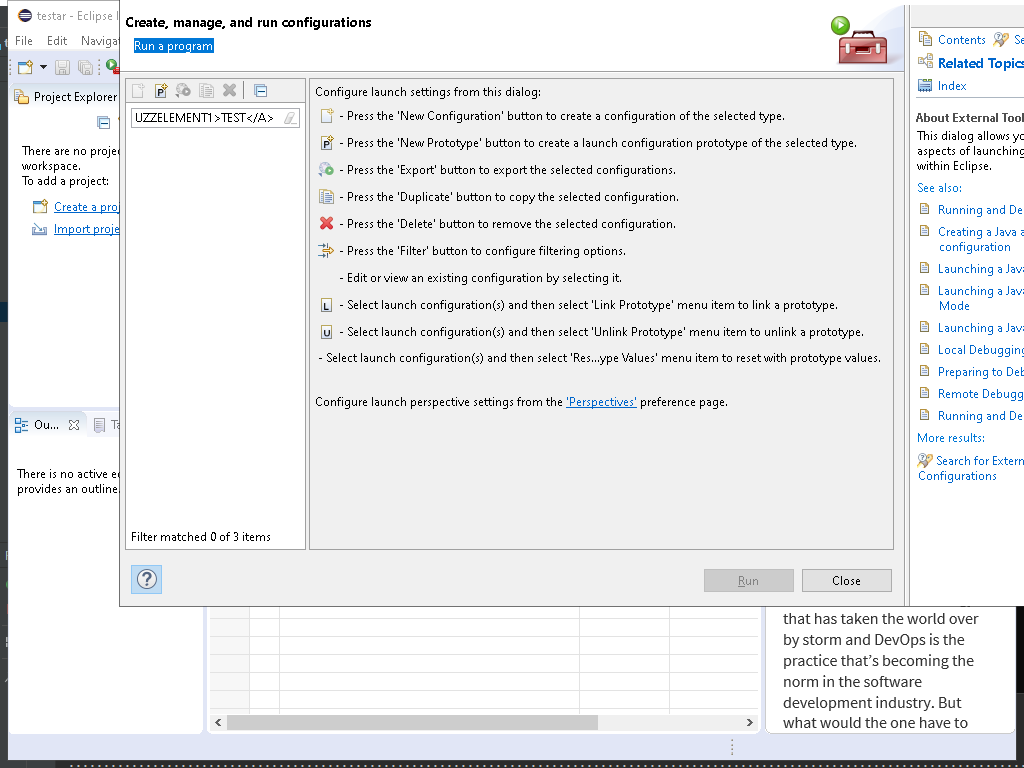 testar - Eclipse I
File Edit Navigat
Project Explorer
There are no projec
workspace.
To add a project:
Create a proj
Import proje
Ou...
Ta
There is no active ed
provides an outline.
Create, manage, and run configurations
Run a program
UZZELEMENT1>TEST</A>
Filter matched 0 of 3 items
Configure launch settings from this dialog:
- Press the 'New Configuration' button to create a configuration of the selected type.
- Press the 'New Prototype' button to create a launch configuration prototype of the selected type.
- Press the 'Export' button to export the selected configurations.
- Press the 'Duplicate' button to copy the selected configuration.
- Press the 'Delete' button to remove the selected configuration.
- Press the 'Filter' button to configure filtering options.
- Edit or view an existing configuration by selecting it.
L - Select launch configuration(s) and then select 'Link Prototype' menu item to link a prototype.
U - Select launch configuration(s) and then select 'Unlink Prototype' menu item to unlink a prototype.
- Select launch configuration(s) and then select 'Res...ype Values' menu item to reset with prototype values.
Configure launch perspective settings from the 'Perspectives' preference page.
Run
Close
Contents Se
Related Topics
Index
About External Tool
This dialog allows yo
aspects of launching
within Eclipse.
See also:
Running and De
Creating a Java a
configuration
Launching a Java
Launching a Java
Mode
Launching a Java
Local Debugging
Preparing to Deb
Remote Debugg
Running and De
More results:
Search for Extern
Configurations
that has taken the world over
by storm and DevOps is the
practice that's becoming the
norm in the software
development industry. But
what would the one have to